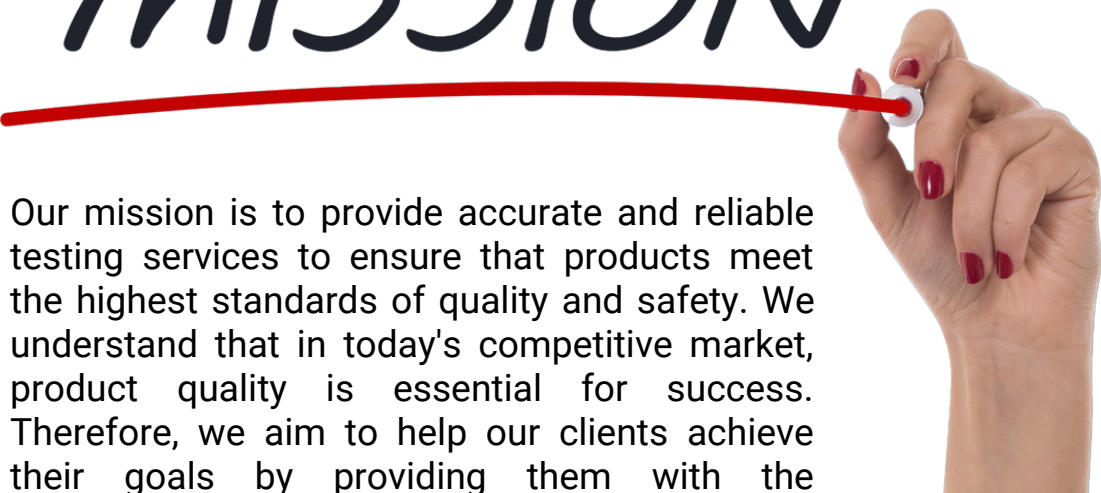 MISSION
Our mission is to provide accurate and reliable
testing services to ensure that products meet
the highest standards of quality and safety. We
understand that in today's competitive market,
product quality is essential for success.
Therefore, we aim to help our clients achieve
their goals by providing them with the